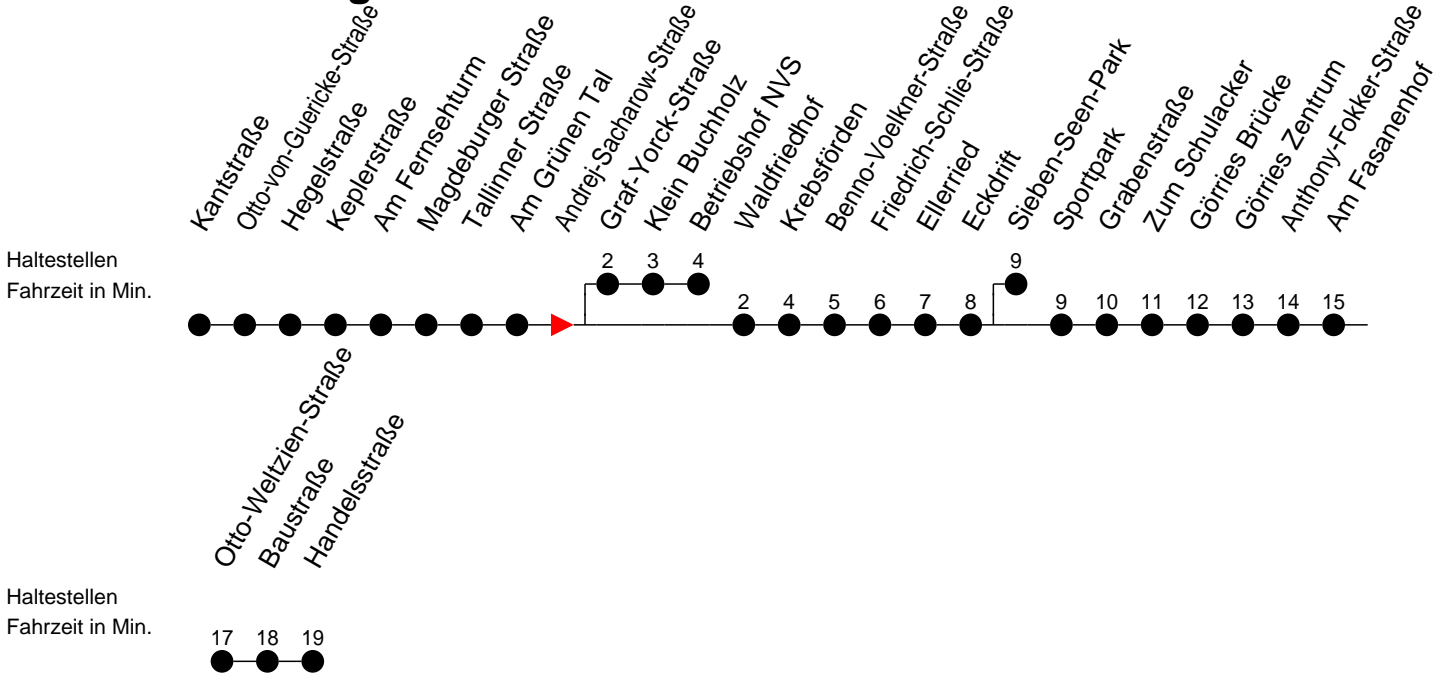 Kantstraße
Otto-von-Guericke-Straße
Hegelstraße
Keplerstraße
Am Fernsehturm
Magdeburger Straße
Tallinner Straße
Am Grünen Tal
Andrej-Sacharow-Straße
Graf-Yorck-Straße
Klein Buchholz
Betriebshof NVS
Waldfriedhof
Krebsförden
Benno-Voelkner-Straße
Friedrich-Schlie-Straße
Ellerried
Eckdrift
Sieben-Seen-Park
Sportpark
Grabenstraße
Zum Schulacker
Görries Brücke
Görries Zentrum
Anthony-Fokker-Straße
Am Fasanenhof
Haltestellen
Fahrzeit in Min.
2 3 4 9
2 4 5 6 7 8 9 10 11 12 13 14 15
Otto-Weltzien-Straße
Baustraße
Handelsstraße
Haltestellen
Fahrzeit in Min.
17 18 19